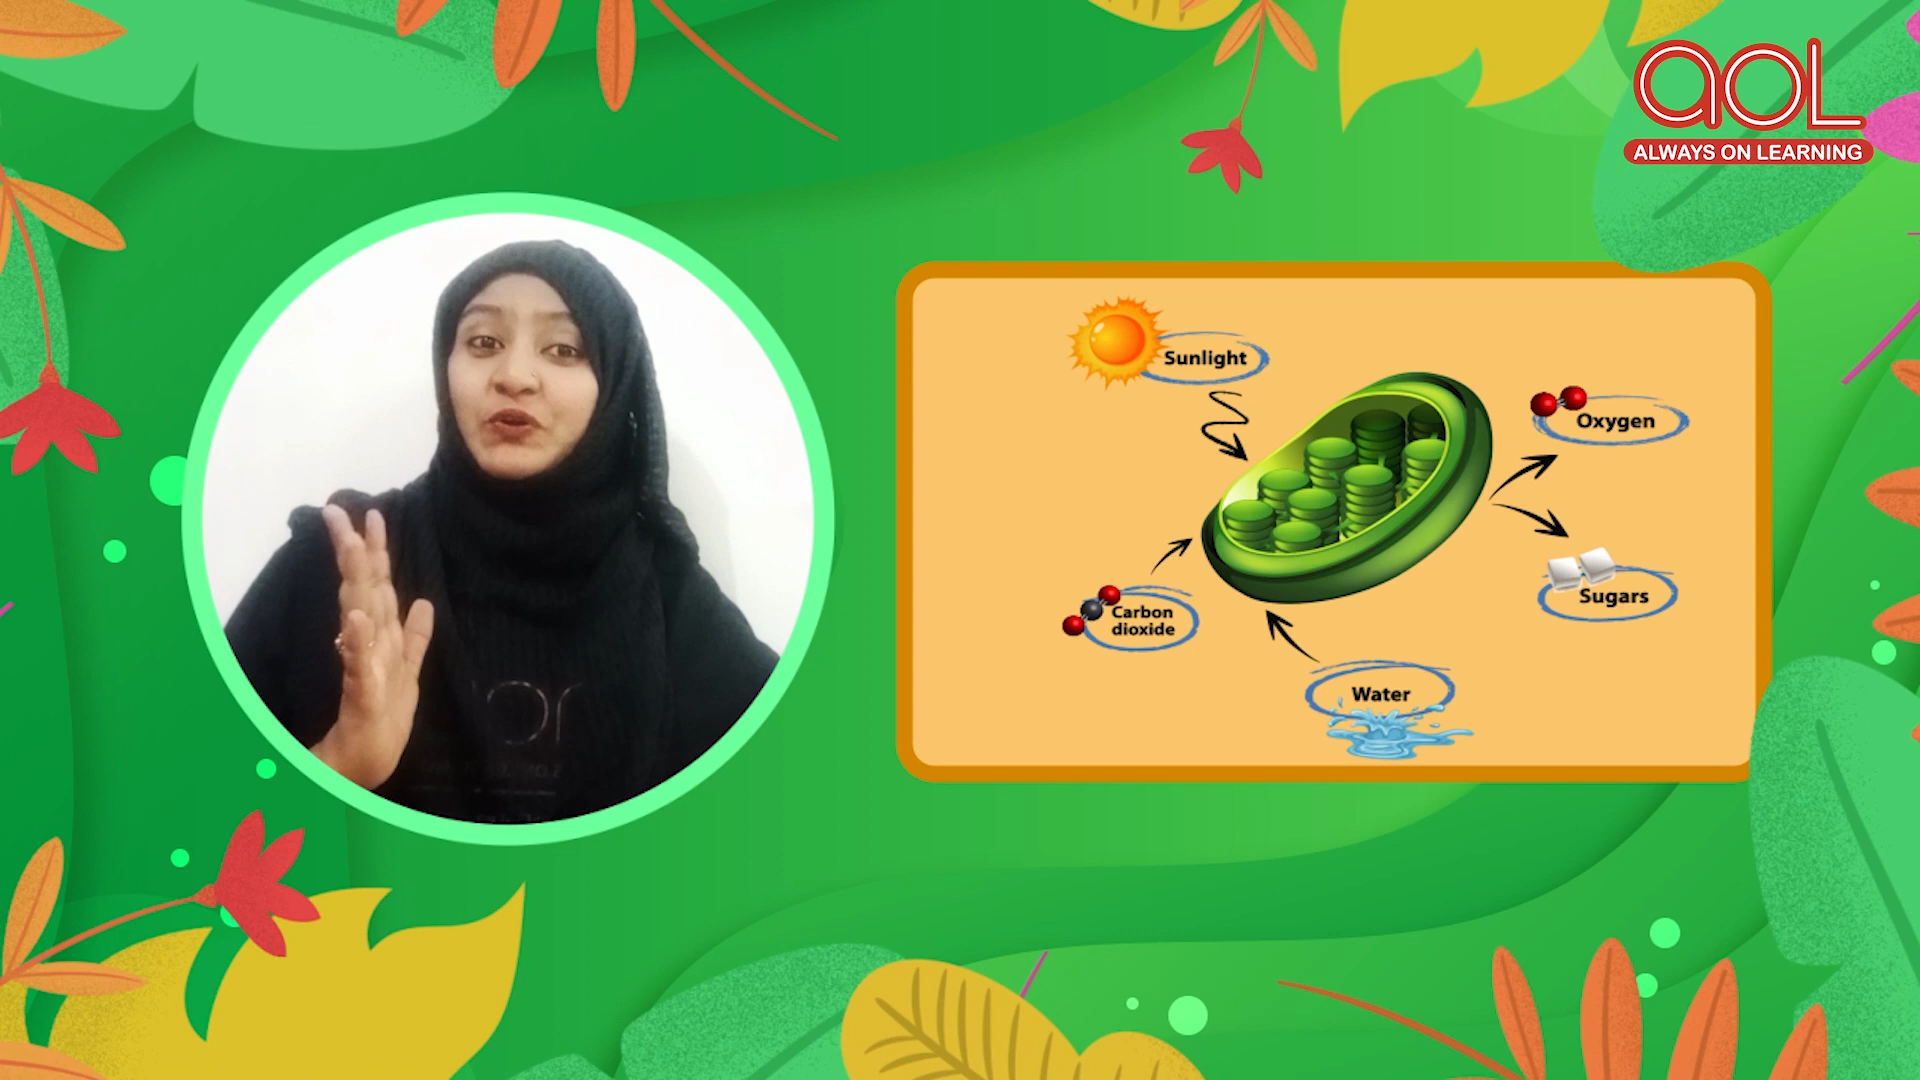 aoL
ALWAYS ON LEARNING
Sunlight
Oxygen
Carbon
dioxide
Sugars
Water